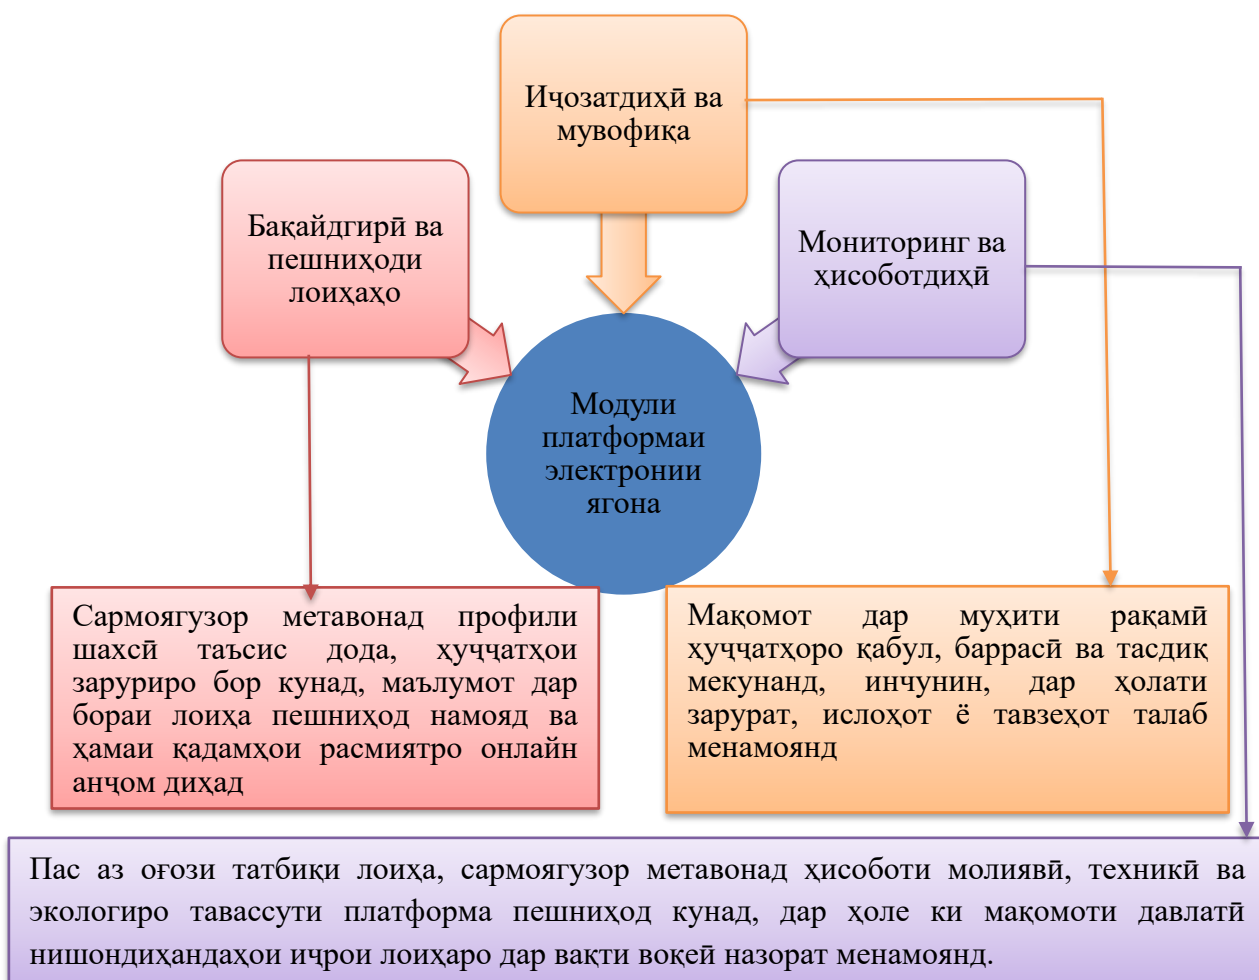 Иҷозатдиҳӣ ва
мувофиқа
Бақайдгирӣ ва
пешниҳоди
лоиҳаҳо
Мониторинг ва
ҳисоботдиҳӣ
Модули
платформаи
электронии
ягона
Сармоягузор метавонад профили
шахсӣ таъсис дода, ҳуҷҷатҳои
заруриро бор кунад, маълумот дар
бораи лоиҳа пешниҳод намояд ва
ҳамаи қадамҳои расмиятро онлайн
анҷом диҳад
Мақомот дар муҳити рақамӣ
ҳуҷҷатҳоро қабул, баррасӣ ва тасдиқ
мекунанд, инчунин, дар ҳолати
зарурат, ислоҳот ё тавзеҳот талаб
менамоянд
Пас аз оғози татбиқи лоиҳа, сармоягузор метавонад ҳисоботи молиявӣ, техникӣ ва
экологиро тавассути платформа пешниҳод кунад, дар ҳоле ки мақомоти давлатӣ
нишондиҳандаҳои иҷрои лоиҳаро дар вақти воқеӣ назорат менамоянд.